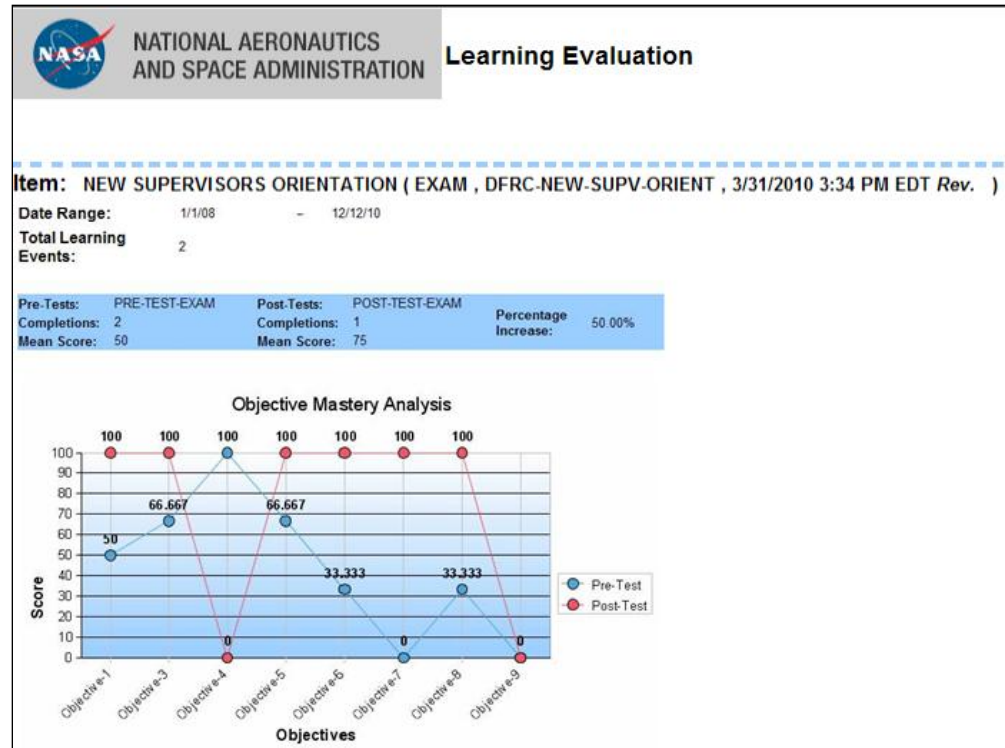 NASA
NATIONAL AERONAUTICS
AND SPACE ADMINISTRATION
Learning Evaluation
Item: NEW SUPERVISORS ORIENTATION ( EXAM , DFRC-NEW-SUPV-ORIENT , 3/31/2010 3:34 PM EDT Rev. )
Date Range: 1/1/08 – 12/12/10
Total Learning
Events: 2
Pre-Tests: PRE-TEST-EXAM Post-Tests: POST-TEST-EXAM
Completions: 2 Completions: 1
Mean Score: 50 Mean Score: 75
Percentage
Increase: 50.00%
Objective Mastery Analysis
100 100 100 100 100 100 100
100
90
80
70
66.667 66.667
60
50
50
40
33.333 33.333
30
20
10
0 0 0
0
Score
Pre-Test
Post-Test
Objective-1 Objective-3 Objective-4 Objective-5 Objective-6 Objective-7 Objective-8 Objective-9
Objectives